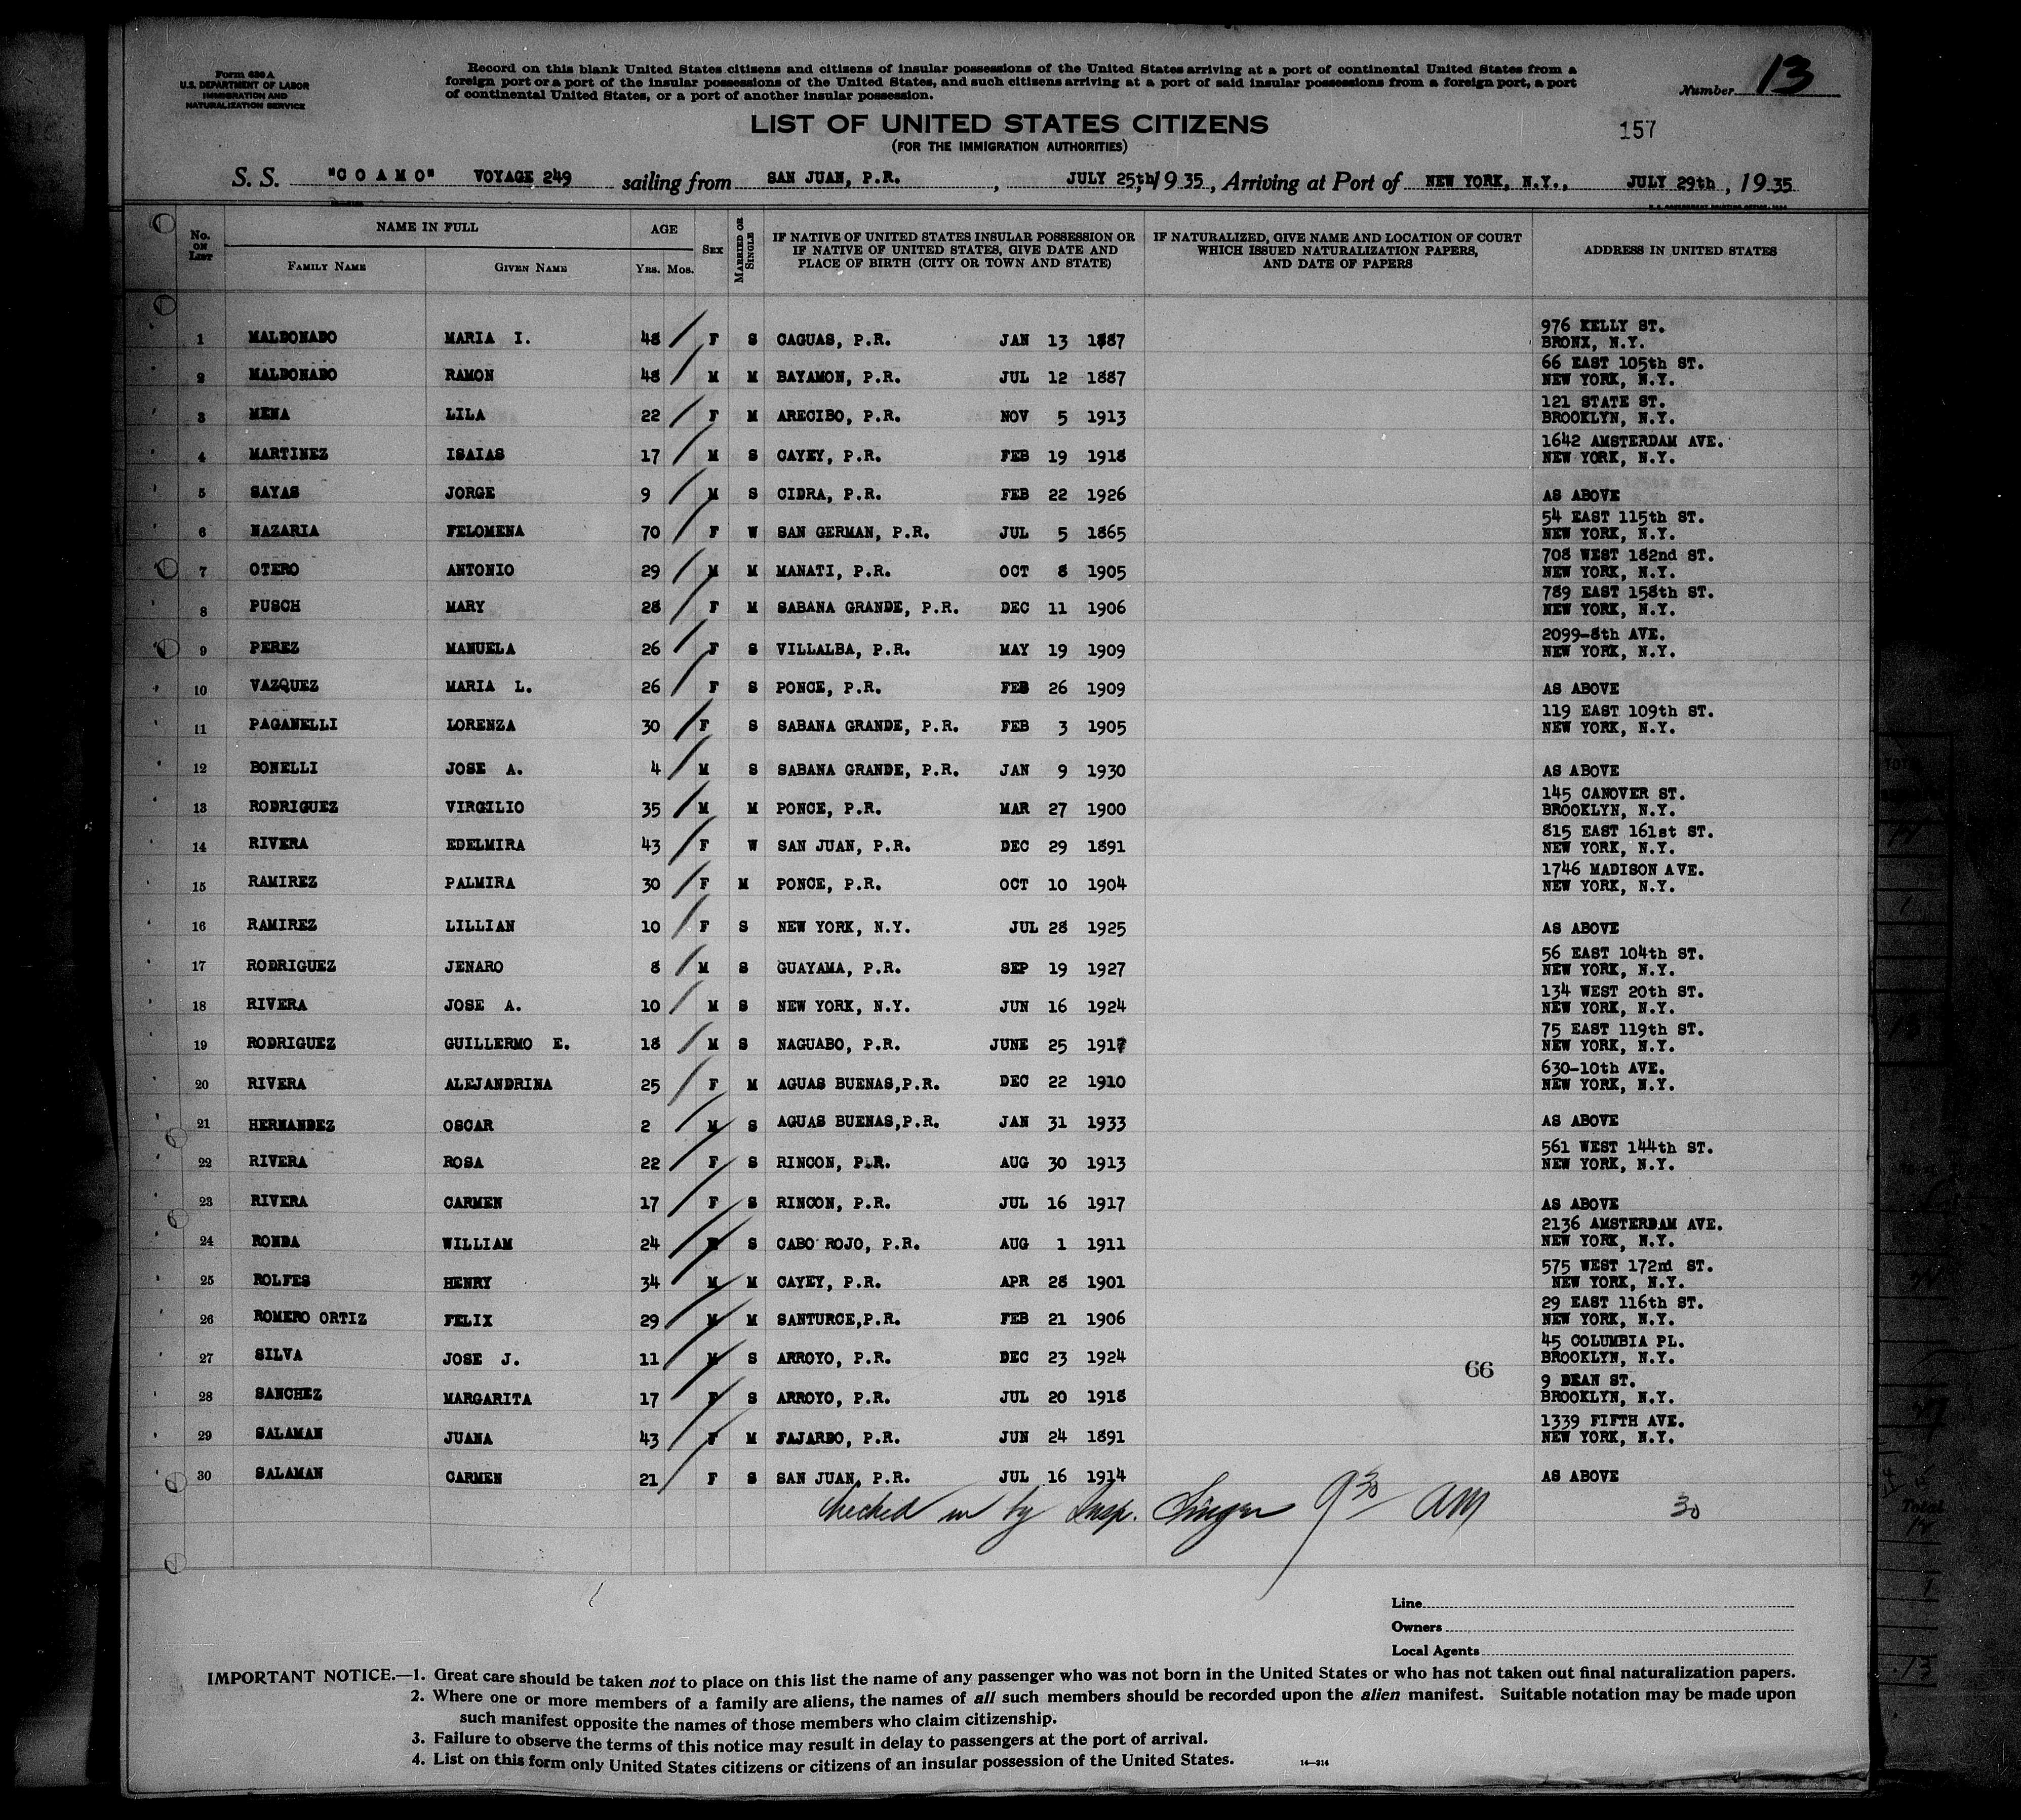 Form 630 A
U.S. DEPARTMENT OF LABOR
IMMIGRATION AND
NATURALIZATION SERVICE
Record on this blank United States citizens and citizens of insular possessions of the United States arriving at a port of continental United States from a
foreign port or a port of the insular possessions of the United States, and such citizens arriving at a port of said insular possessions from a foreign port, a port
of continental United States, or a port of another insular possession.
Number 13
LIST OF UNITED STATES CITIZENS
(FOR THE IMMIGRATION AUTHORITIES)
157
S. S. "COAMO" VOYAGE 249 sailing from SAN JUAN, P.R. , JULY 25th, 1935, Arriving at Port of NEW YORK, N.Y., JULY 29th, 1935
No. ON LIST NAME IN FULL AGE SEX MARRIED OR SINGLE IF NATIVE OF UNITED STATES INSULAR POSSESSION OR IF NATIVE OF UNITED STATES, GIVE DATE AND PLACE OF BIRTH (CITY OR TOWN AND STATE) IF NATURALIZED, GIVE NAME AND LOCATION OF COURT WHICH ISSUED NATURALIZATION PAPERS, AND DATE OF PAPERS ADDRESS IN UNITED STATES
FAMILY NAME GIVEN NAME YRS. MOS.
1 MALDONADO MARIA I. 48 F S CAGUAS, P.R. JAN 13 1887 976 KELLY ST. BRONX, N.Y.
2 MALDONADO RAMON 48 M M BAYAMON, P.R. JUL 12 1887 66 EAST 105th ST. NEW YORK, N.Y.
3 MENA LILA 22 F M ARECIBO, P.R. NOV 5 1913 121 STATE ST. BROOKLYN, N.Y.
4 MARTINEZ ISAIAS 17 M S CAYEY, P.R. FEB 19 1918 1642 AMSTERDAM AVE. NEW YORK, N.Y.
5 SAYAS JORGE 9 M S CIDRA, P.R. FEB 22 1926 AS ABOVE
6 NAZARIA FELOMENA 70 F W SAN GERMAN, P.R. JUL 5 1865 54 EAST 115th ST. NEW YORK, N.Y.
7 OTERO ANTONIO 29 M M MANATI, P.R. OCT 8 1905 708 WEST 182nd ST. NEW YORK, N.Y.
8 PUSCH MARY 28 F M SABANA GRANDE, P.R. DEC 11 1906 789 EAST 158th ST. NEW YORK, N.Y.
9 PEREZ MANUELA 26 F S VILLALBA, P.R. MAY 19 1909 2099-8th AVE. NEW YORK, N.Y.
10 VAZQUEZ MARIA L. 26 F S PONCE, P.R. FEB 26 1909 AS ABOVE
11 PAGANELLI LORENZA 30 F S SABANA GRANDE, P.R. FEB 3 1905 119 EAST 109th ST. NEW YORK, N.Y.
12 BONELLI JOSE A. 4 M S SABANA GRANDE, P.R. JAN 9 1930 AS ABOVE
13 RODRIGUEZ VIRGILIO 35 M M PONCE, P.R. MAR 27 1900 145 CANOVER ST. BROOKLYN, N.Y.
14 RIVERA EDELMIRA 43 F W SAN JUAN, P.R. DEC 29 1891 815 EAST 161st ST. NEW YORK, N.Y.
15 RAMIREZ PALMIRA 30 F M PONCE, P.R. OCT 10 1904 1746 MADISON AVE. NEW YORK, N.Y.
16 RAMIREZ LILLIAN 10 F S NEW YORK, N.Y. JUL 28 1925 AS ABOVE
17 RODRIGUEZ JENARO 8 M S GUAYAMA, P.R. SEP 19 1927 56 EAST 104th ST. NEW YORK, N.Y.
18 RIVERA JOSE A. 10 M S NEW YORK, N.Y. JUN 16 1924 134 WEST 20th ST. NEW YORK, N.Y.
19 RODRIGUEZ GUILLERMO E. 18 M S NAGUABO, P.R. JUNE 25 1917 75 EAST 119th ST. NEW YORK, N.Y.
20 RIVERA ALEJANDRINA 25 F M AGUAS BUENAS,P.R. DEC 22 1910 630-10th AVE. NEW YORK, N.Y.
21 HERNANDEZ OSCAR 2 M S AGUAS BUENAS,P.R. JAN 31 1933 AS ABOVE
22 RIVERA ROSA 22 F S RINCON, P.R. AUG 30 1913 561 WEST 144th ST. NEW YORK, N.Y.
23 RIVERA CARMEN 17 F S RINCON, P.R. JUL 16 1917 AS ABOVE
24 RONDA WILLIAM 24 S CABO ROJO, P.R. AUG 1 1911 2136 AMSTERDAM AVE. NEW YORK, N.Y.
25 ROLFES HENRY 34 M M CAYEY, P.R. APR 28 1901 575 WEST 172nd ST. NEW YORK, N.Y.
26 ROMERO ORTIZ FELIX 29 M M SANTURCE,P.R. FEB 21 1906 29 EAST 116th ST. NEW YORK, N.Y.
27 SILVA JOSE J. 11 M S ARROYO, P.R. DEC 23 1924 45 COLUMBIA PL. BROOKLYN, N.Y.
66
28 SANCHEZ MARGARITA 17 F S ARROYO, P.R. JUL 20 1918 9 DEAN ST. BROOKLYN, N.Y.
29 SALAMAN JUANA 43 F M FAJARDO, P.R. JUN 24 1891 1339 FIFTH AVE. NEW YORK, N.Y.
30 SALAMAN CARMEN 21 F S SAN JUAN, P.R. JUL 16 1914 AS ABOVE
Checked in by Insp. Singer 9 30 AM 30
Line
Owners
Local Agents
IMPORTANT NOTICE.—1. Great care should be taken not to place on this list the name of any passenger who was not born in the United States or who has not taken out final naturalization papers.
2. Where one or more members of a family are aliens, the names of all such members should be recorded upon the alien manifest. Suitable notation may be made upon
such manifest opposite the names of those members who claim citizenship.
3. Failure to observe the terms of this notice may result in delay to passengers at the port of arrival.
4. List on this form only United States citizens or citizens of an insular possession of the United States.
14—314